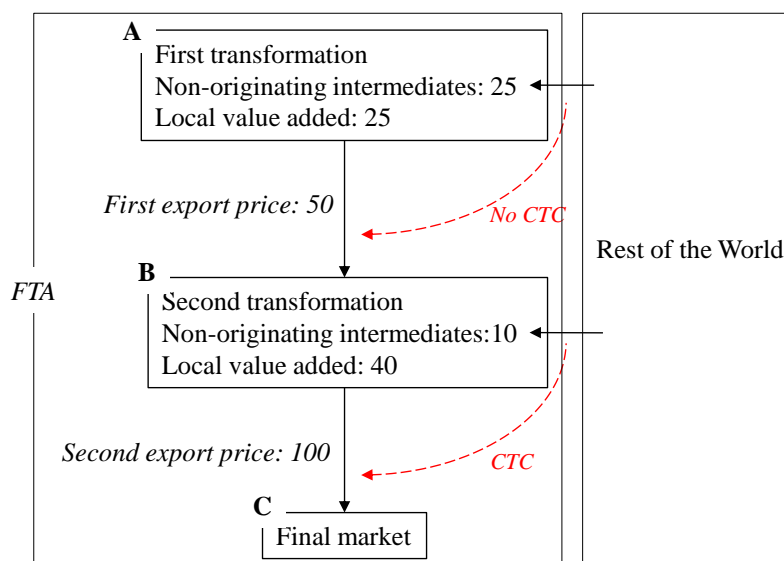 A
First transformation
Non-originating intermediates: 25
Local value added: 25
First export price: 50
No CTC
Rest of the World
FTA
B
Second transformation
Non-originating intermediates:10
Local value added: 40
Second export price: 100
CTC
C
Final market